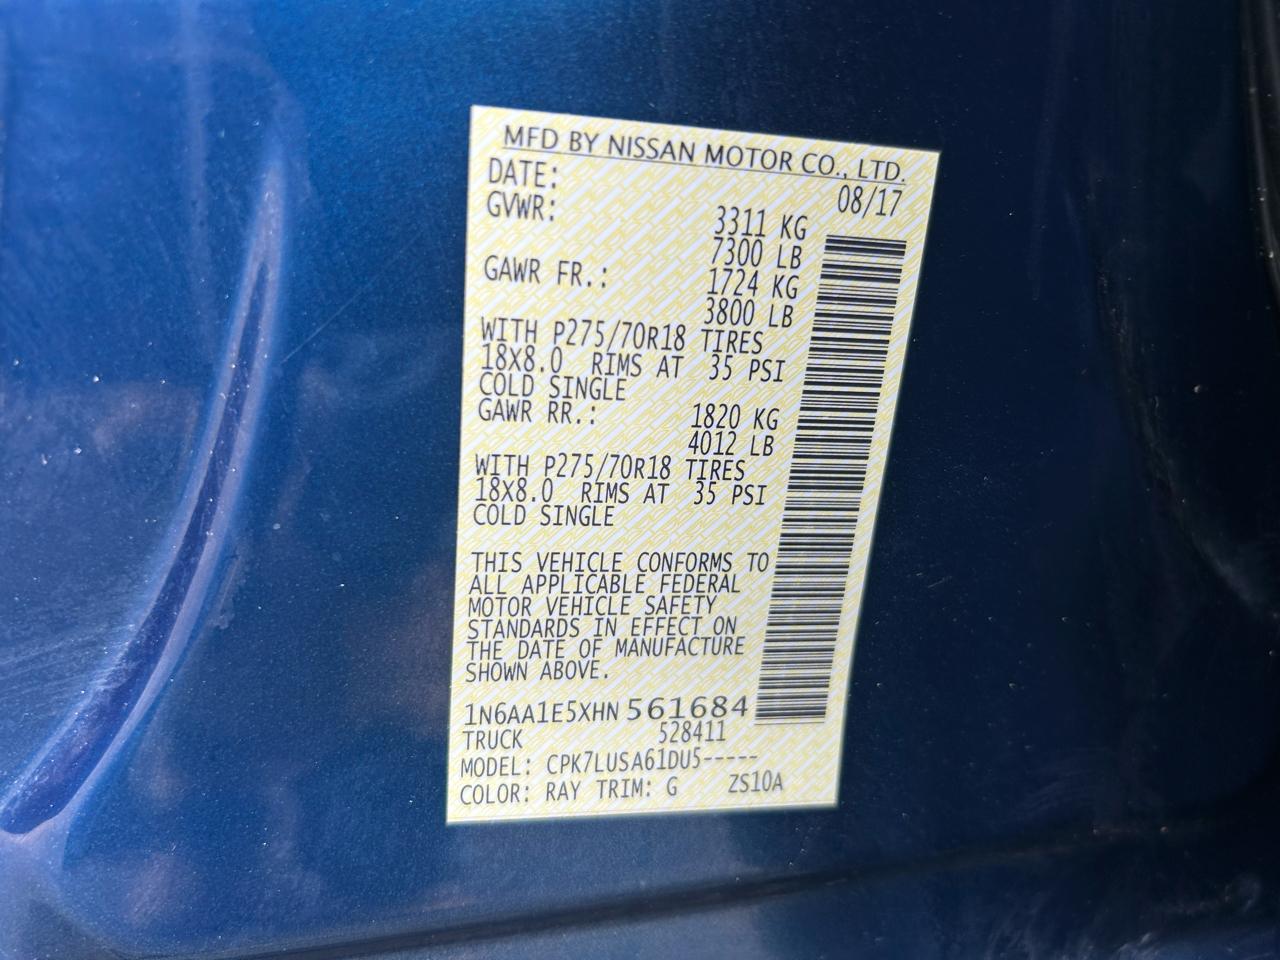 MFD BY NISSAN MOTOR CO., LTD.
DATE: 08/17
GVWR: 3311 KG
7300 LB
GAWR FR.: 1724 KG
3800 LB
WITH P275/70R18 TIRES
18X8.0 RIMS AT 35 PSI
COLD SINGLE
GAWR RR.: 1820 KG
4012 LB
WITH P275/70R18 TIRES
18X8.0 RIMS AT 35 PSI
COLD SINGLE
THIS VEHICLE CONFORMS TO
ALL APPLICABLE FEDERAL
MOTOR VEHICLE SAFETY
STANDARDS IN EFFECT ON
THE DATE OF MANUFACTURE
SHOWN ABOVE.
1N6AA1E5XHN 561684
TRUCK 528411
MODEL: CPK7LUSA61DU5-----
COLOR: RAY TRIM: G ZS10A